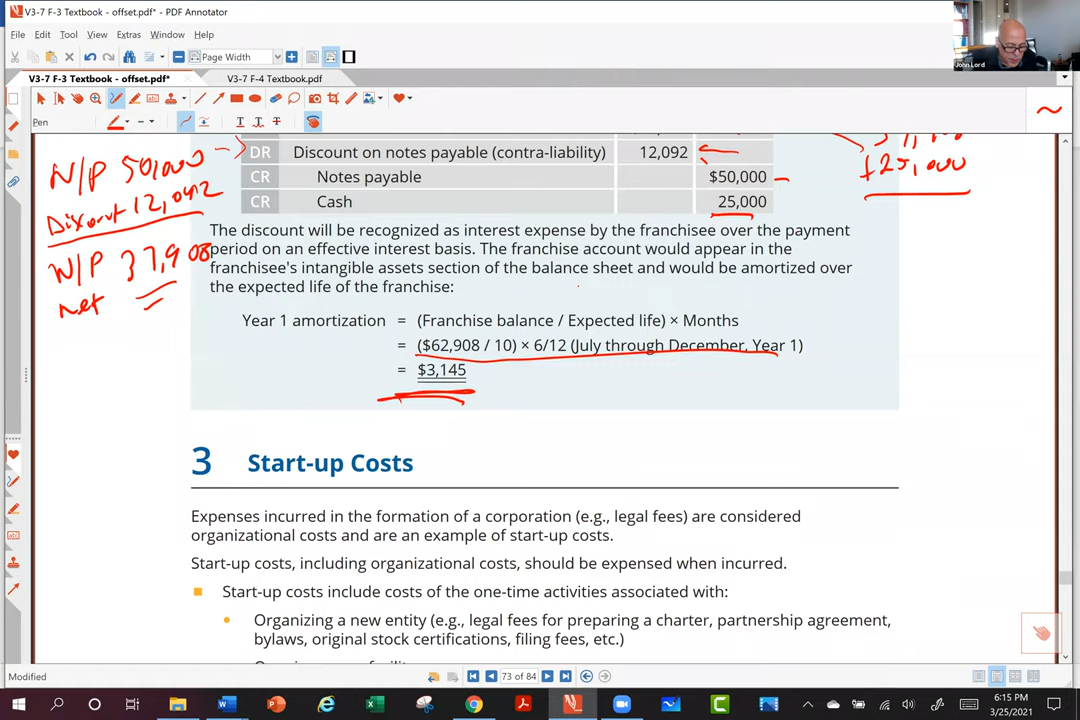 V3-7 F-3 Textbook - offset.pdf* - PDF Annotator
File Edit Tool View Extras Window Help
Page Width
V3-7 F-3 Textbook - offset.pdf* V3-7 F-4 Textbook.pdf
Pen
John Lord
N/P 50,000
Discount 12,092
N/P 37,908
net
+25,000
DR Discount on notes payable (contra-liability) 12,092
CR Notes payable $50,000
CR Cash 25,000
The discount will be recognized as interest expense by the franchisee over the payment
period on an effective interest basis. The franchise account would appear in the
franchisee's intangible assets section of the balance sheet and would be amortized over
the expected life of the franchise:
Year 1 amortization = (Franchise balance / Expected life) × Months
= ($62,908 / 10) × 6/12 (July through December, Year 1)
= $3,145
3 Start-up Costs
Expenses incurred in the formation of a corporation (e.g., legal fees) are considered
organizational costs and are an example of start-up costs.
Start-up costs, including organizational costs, should be expensed when incurred.
Start-up costs include costs of the one-time activities associated with:
Organizing a new entity (e.g., legal fees for preparing a charter, partnership agreement,
bylaws, original stock certifications, filing fees, etc.)
Modified
73 of 84
6:15 PM
3/25/2021